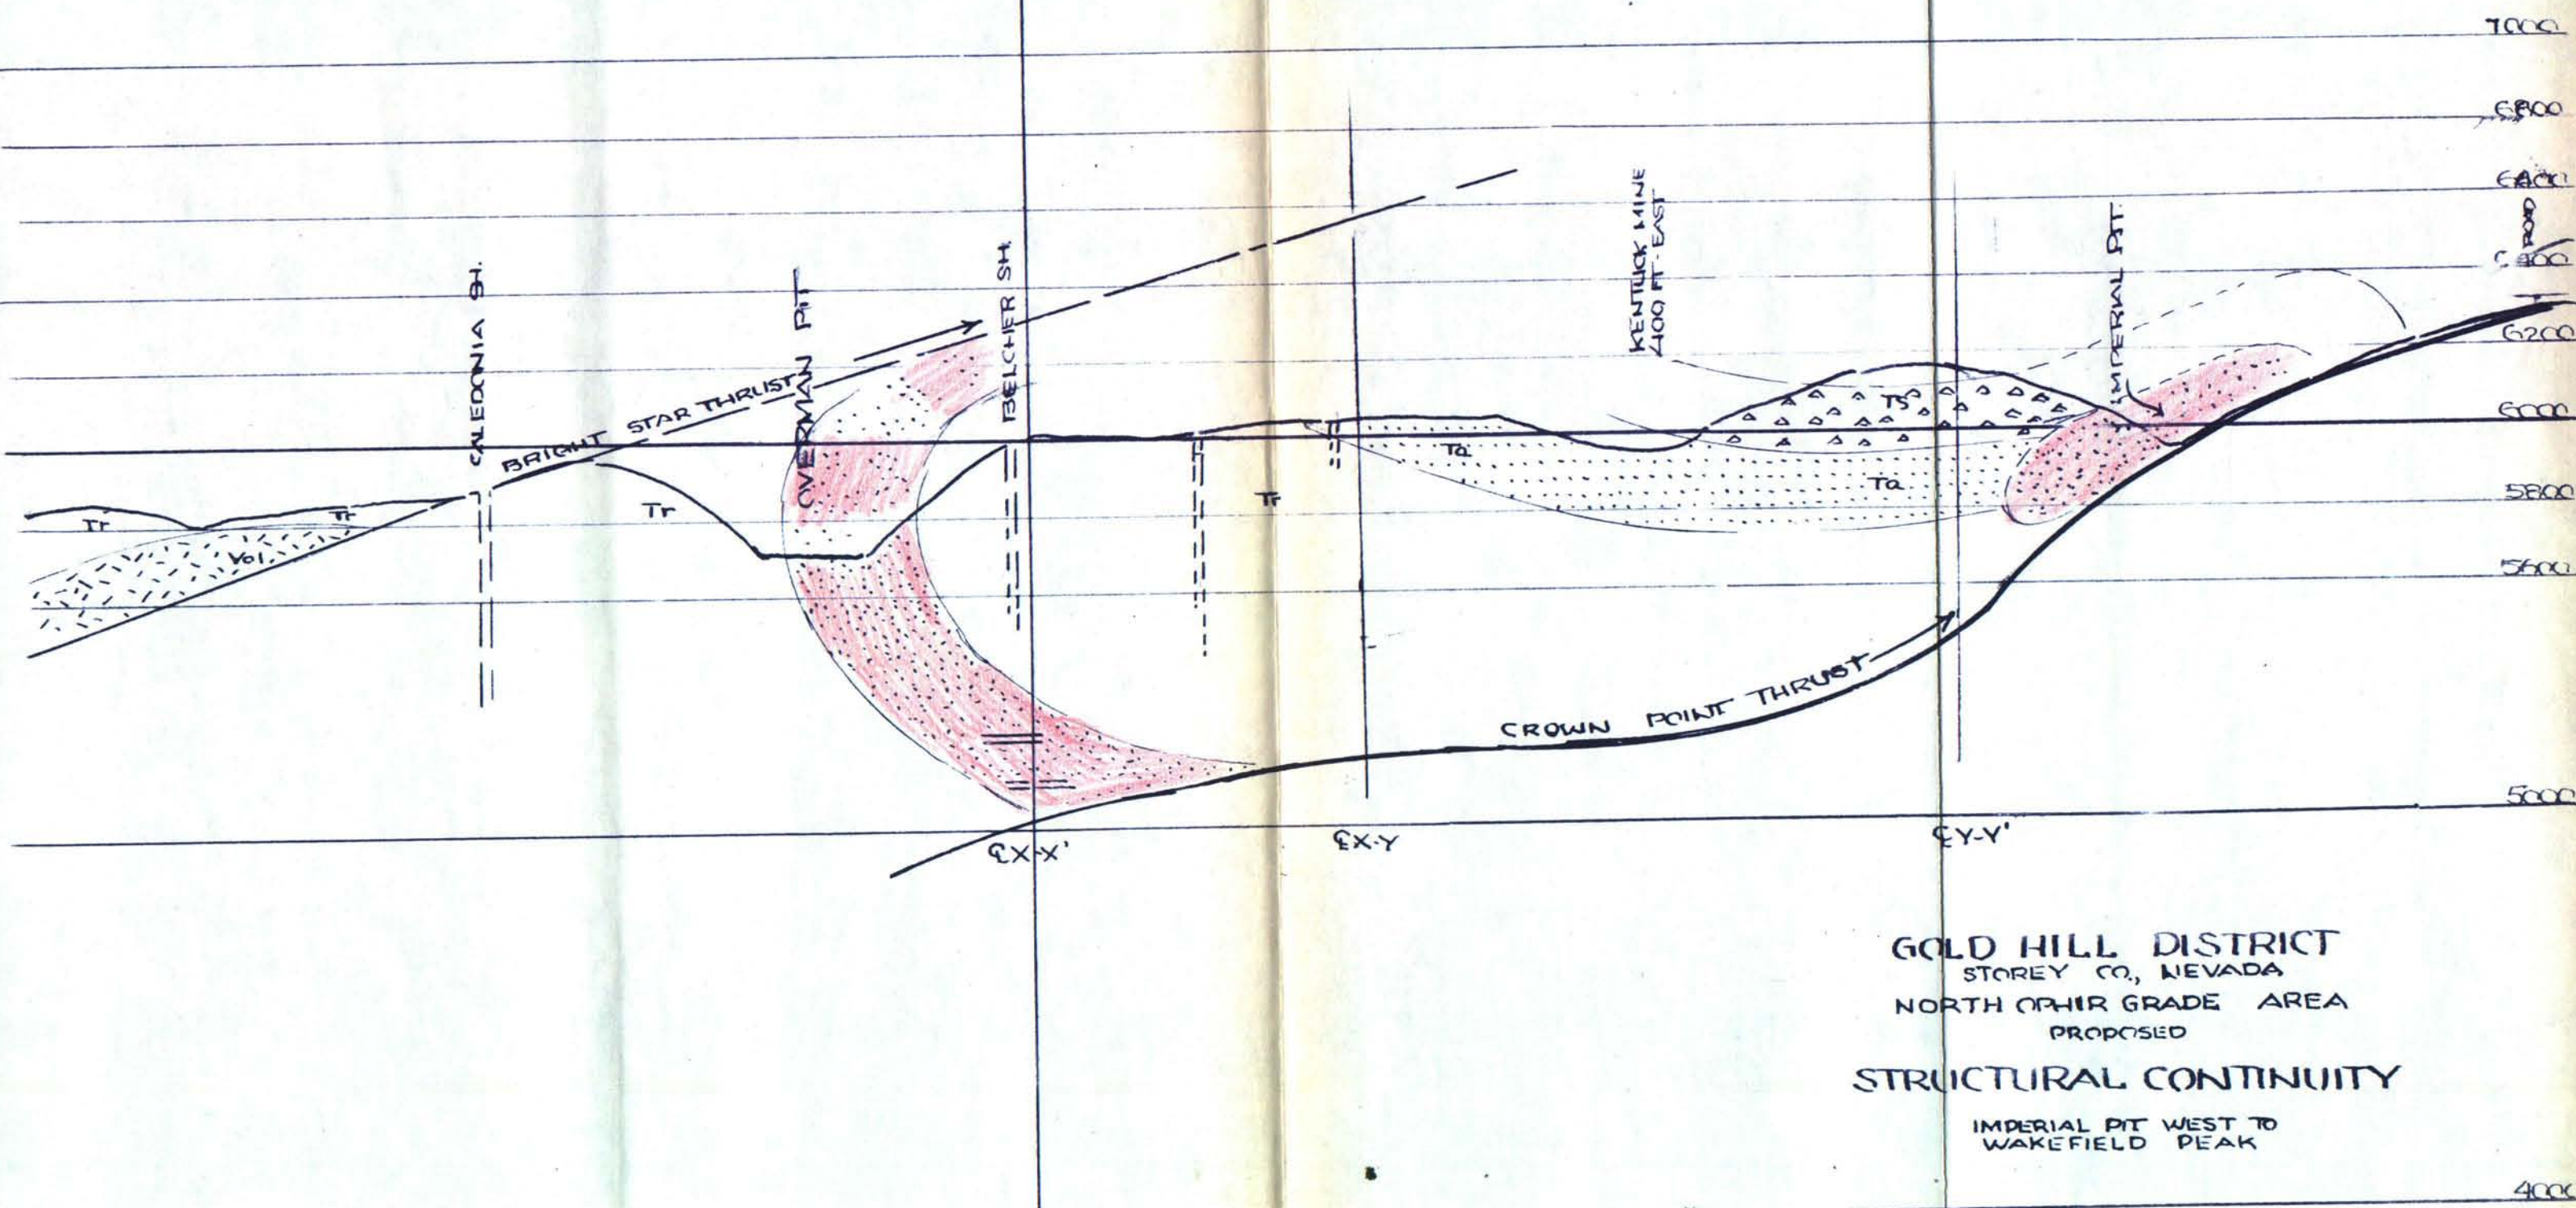 7000
6800
6400
ROAD
6200
6000
5800
5600
5000
4000
CALEDONIA SH.
BRIGHT STAR THRUST
OVERMAN PIT
BELCHER SH.
KENTUCK MINE
400 FT. EAST
IMPERIAL PIT.
Tr
Tr
Vol.
Tr
Tr
Ta
Ta
TS
CROWN POINT THRUST
℄X-X'
℄X-Y
℄Y-Y'
GOLD HILL DISTRICT
STOREY CO., NEVADA
NORTH OPHIR GRADE AREA
PROPOSED
STRUCTURAL CONTINUITY
IMPERIAL PIT WEST TO
WAKEFIELD PEAK